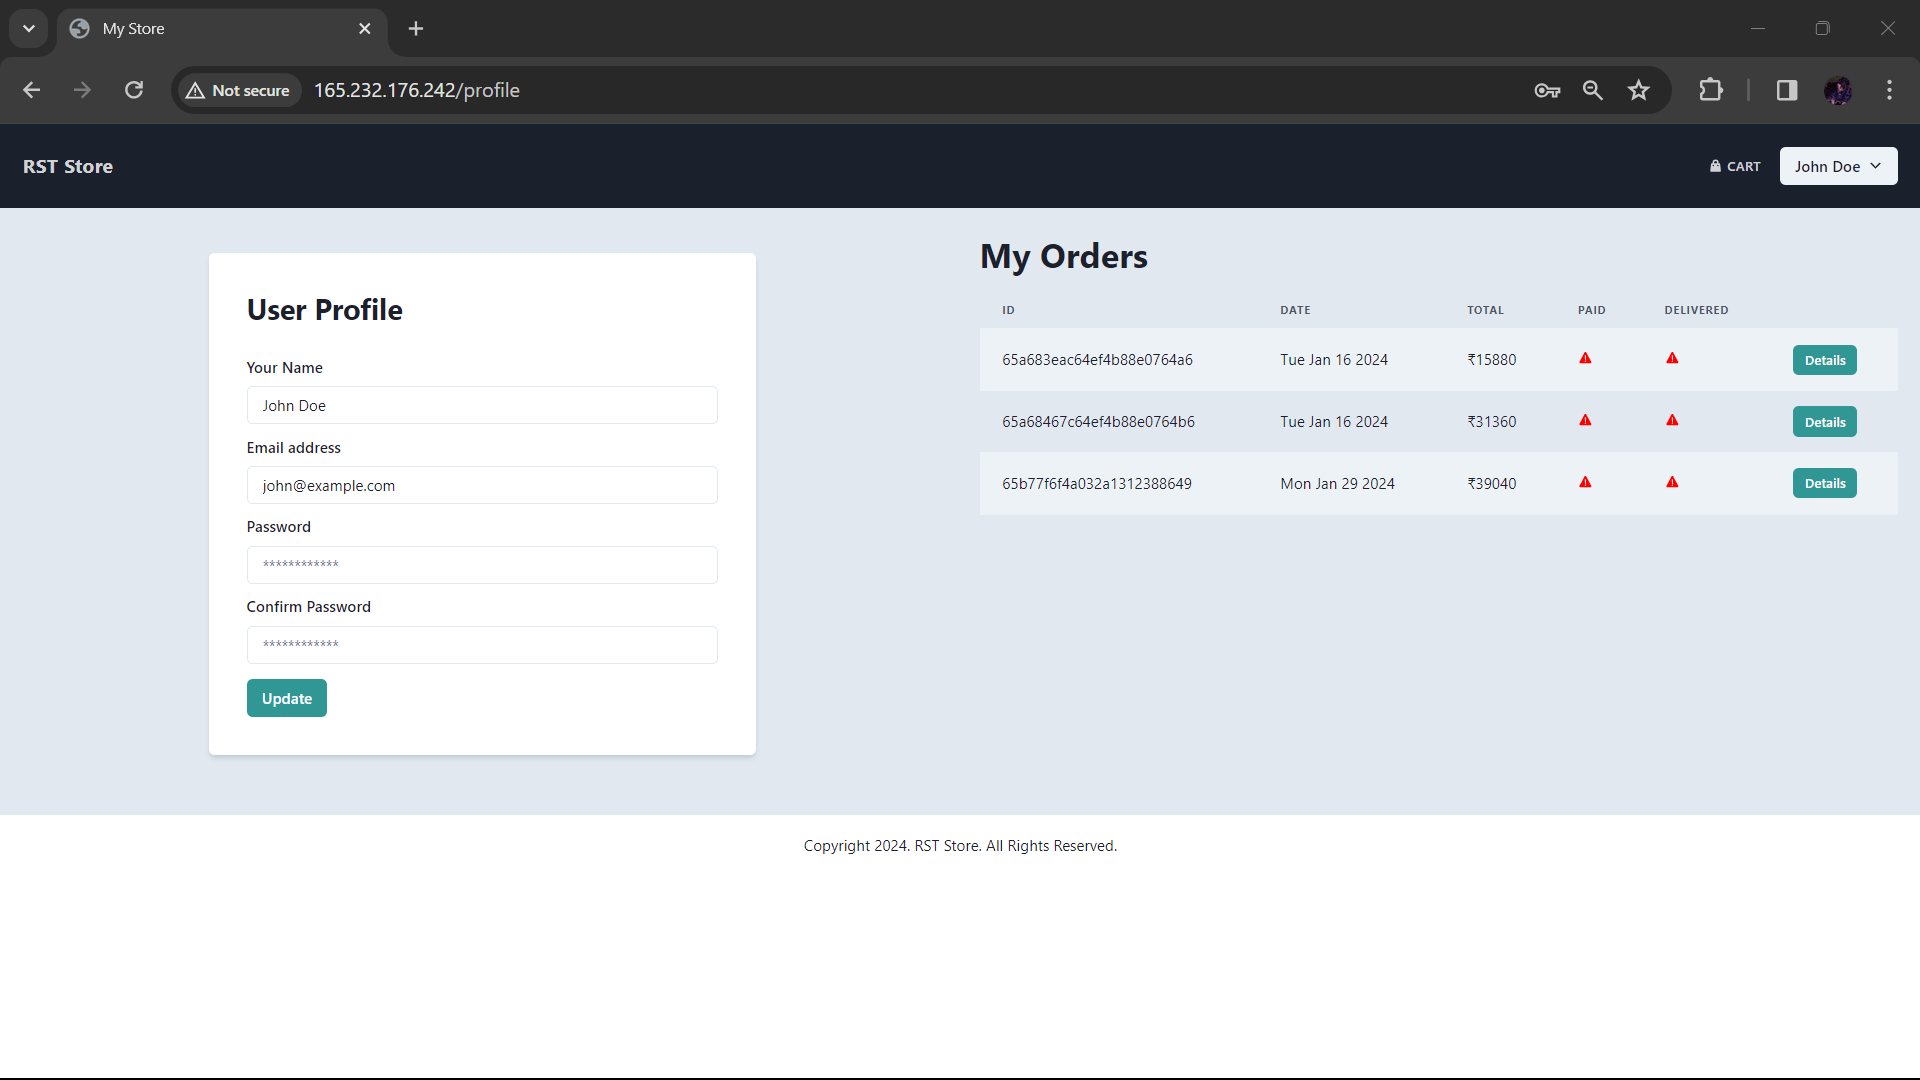 My Store
Not secure 165.232.176.242/profile
RST Store
CART
John Doe
User Profile
Your Name
John Doe
Email address
john@example.com
Password
************
Confirm Password
************
Update
My Orders
ID DATE TOTAL PAID DELIVERED
65a683eac64ef4b88e0764a6 Tue Jan 16 2024 ₹15880 Details
65a68467c64ef4b88e0764b6 Tue Jan 16 2024 ₹31360 Details
65b77f6f4a032a1312388649 Mon Jan 29 2024 ₹39040 Details
Copyright 2024. RST Store. All Rights Reserved.